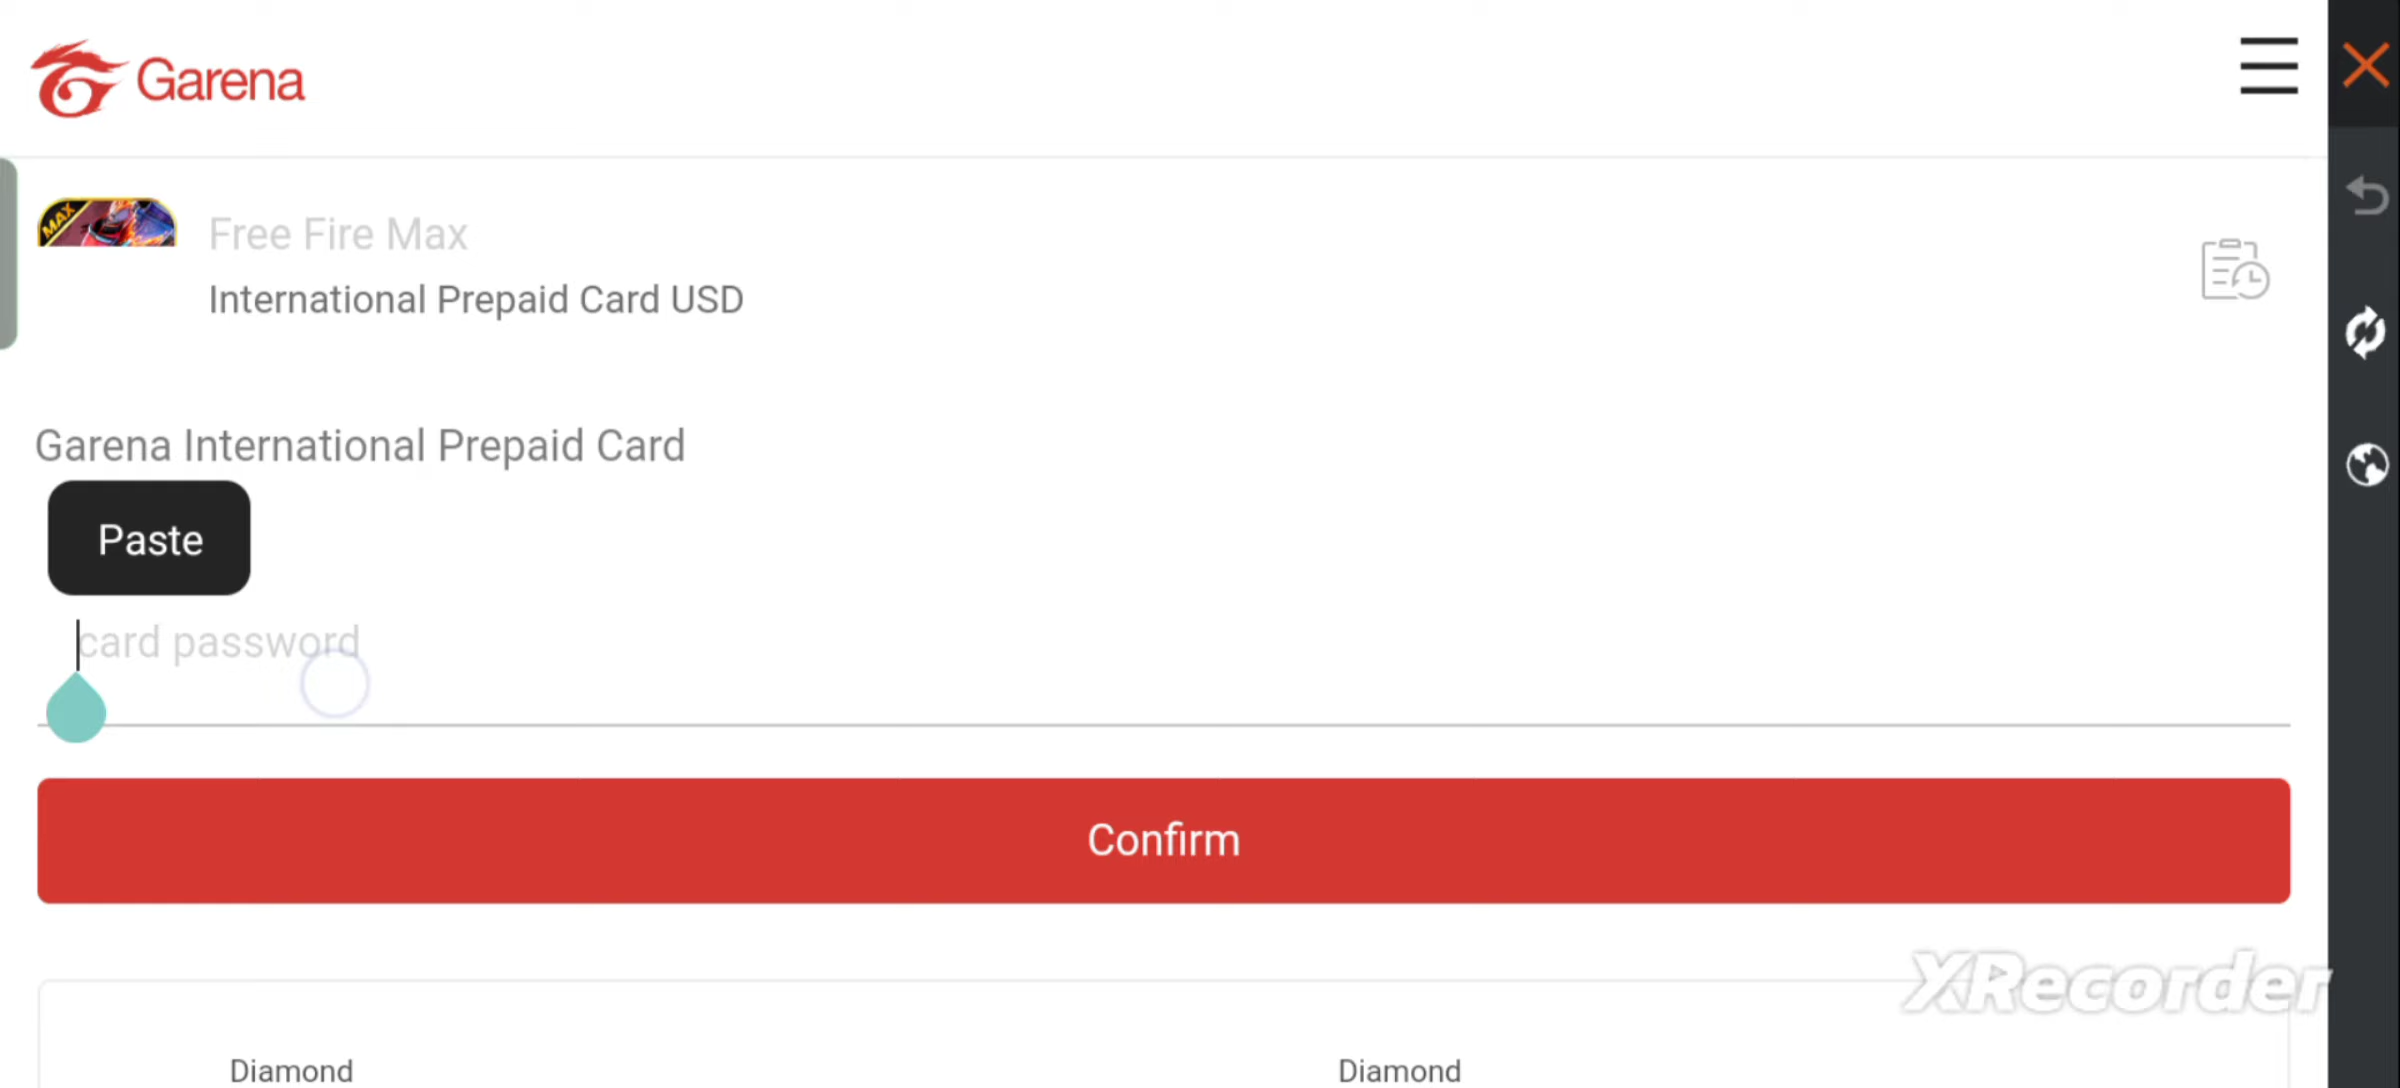 Garena
MAX
Free Fire Max
International Prepaid Card USD
Garena International Prepaid Card
Paste
card password
Confirm
XRecorder
Diamond
Diamond